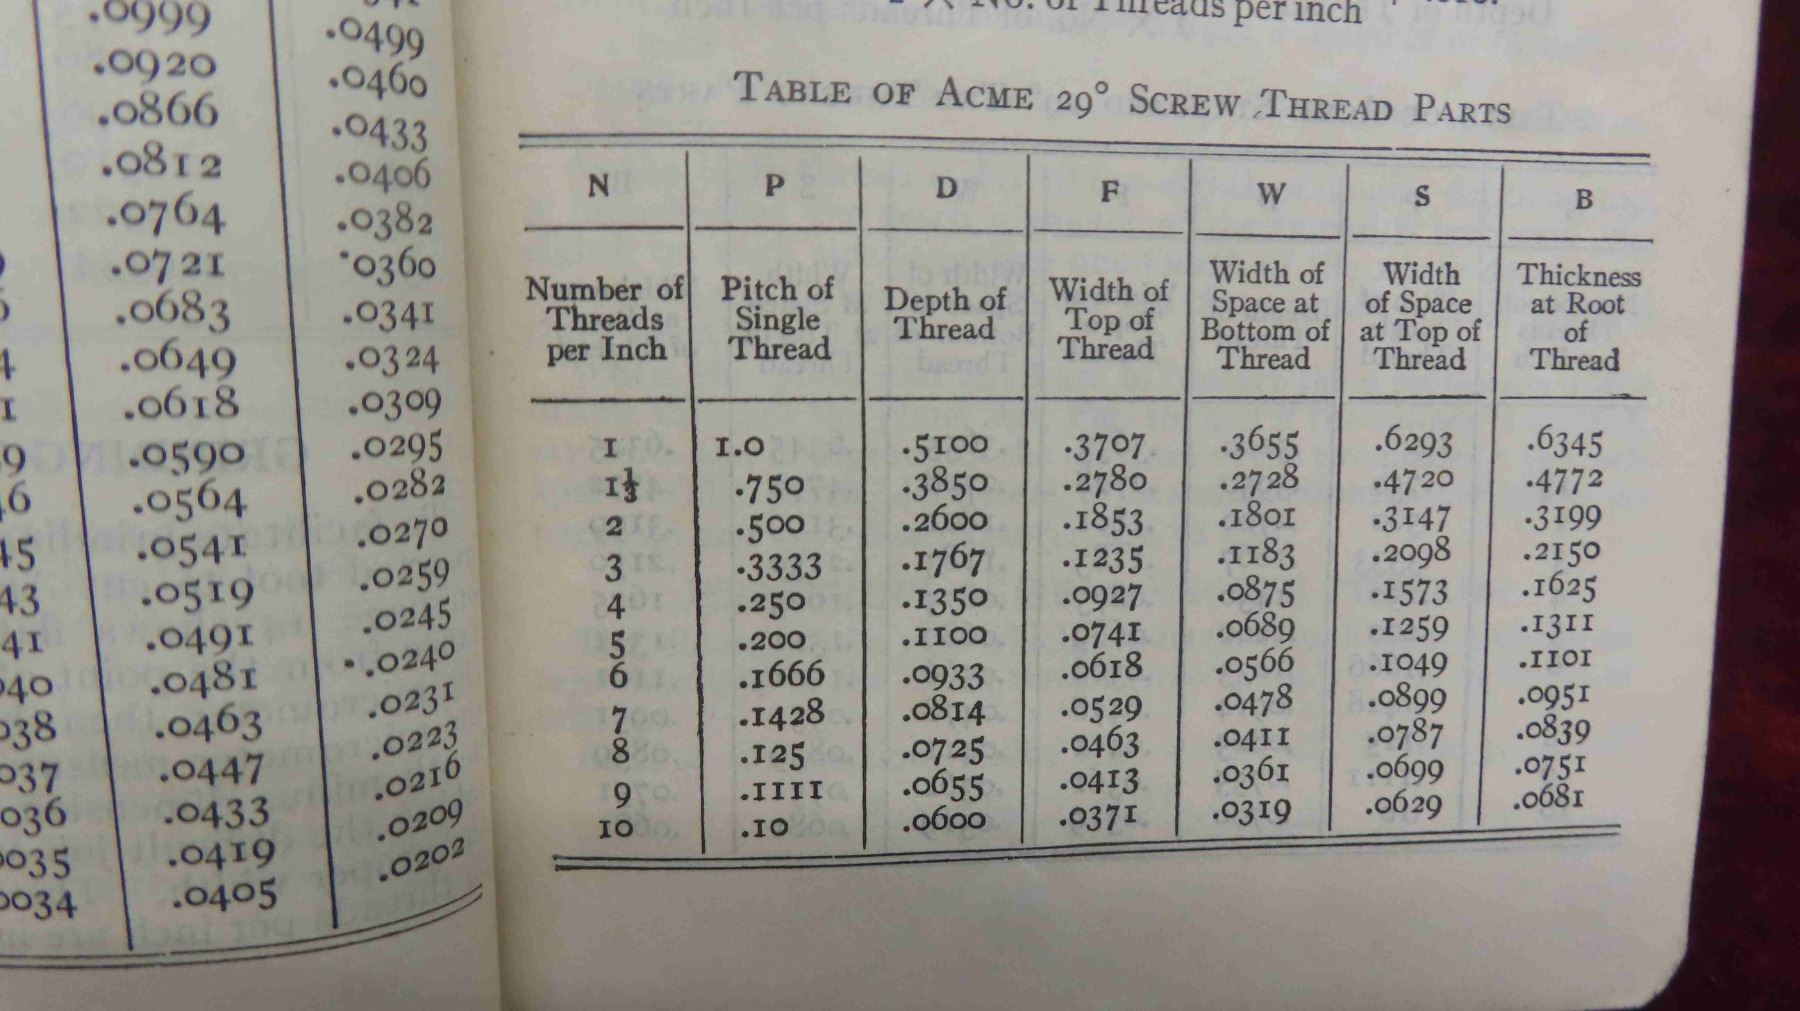 .0999
.0499
.0920
.0460
.0866
.0433
.0812
.0406
.0764
.0382
.0721
.0360
.0683
.0341
.0649
.0324
.0618
.0309
.0590
.0295
.0564
.0282
.0541
.0270
.0519
.0259
.0491
.0245
.0481
.0240
.0463
.0231
.0447
.0223
.0433
.0216
.0419
.0209
.0405
.0202
No. of Threads per inch
Table of Acme 29° Screw Thread Parts
N P D F W S B
Number of Threads per Inch
Pitch of Single Thread
Depth of Thread
Width of Top of Thread
Width of Space at Bottom of Thread
Width of Space at Top of Thread
Thickness at Root of Thread
1 1.0 .5100 .3707 .3655 .6293 .6345
1⅓ .750 .3850 .2780 .2728 .4720 .4772
2 .500 .2600 .1853 .1801 .3147 .3199
3 .3333 .1767 .1235 .1183 .2098 .2150
4 .250 .1350 .0927 .0875 .1573 .1625
5 .200 .1100 .0741 .0689 .1259 .1311
6 .1666 .0933 .0618 .0566 .1049 .1101
7 .1428 .0814 .0529 .0478 .0899 .0951
8 .125 .0725 .0463 .0411 .0787 .0839
9 .1111 .0655 .0413 .0361 .0699 .0751
10 .10 .0600 .0371 .0319 .0629 .0681